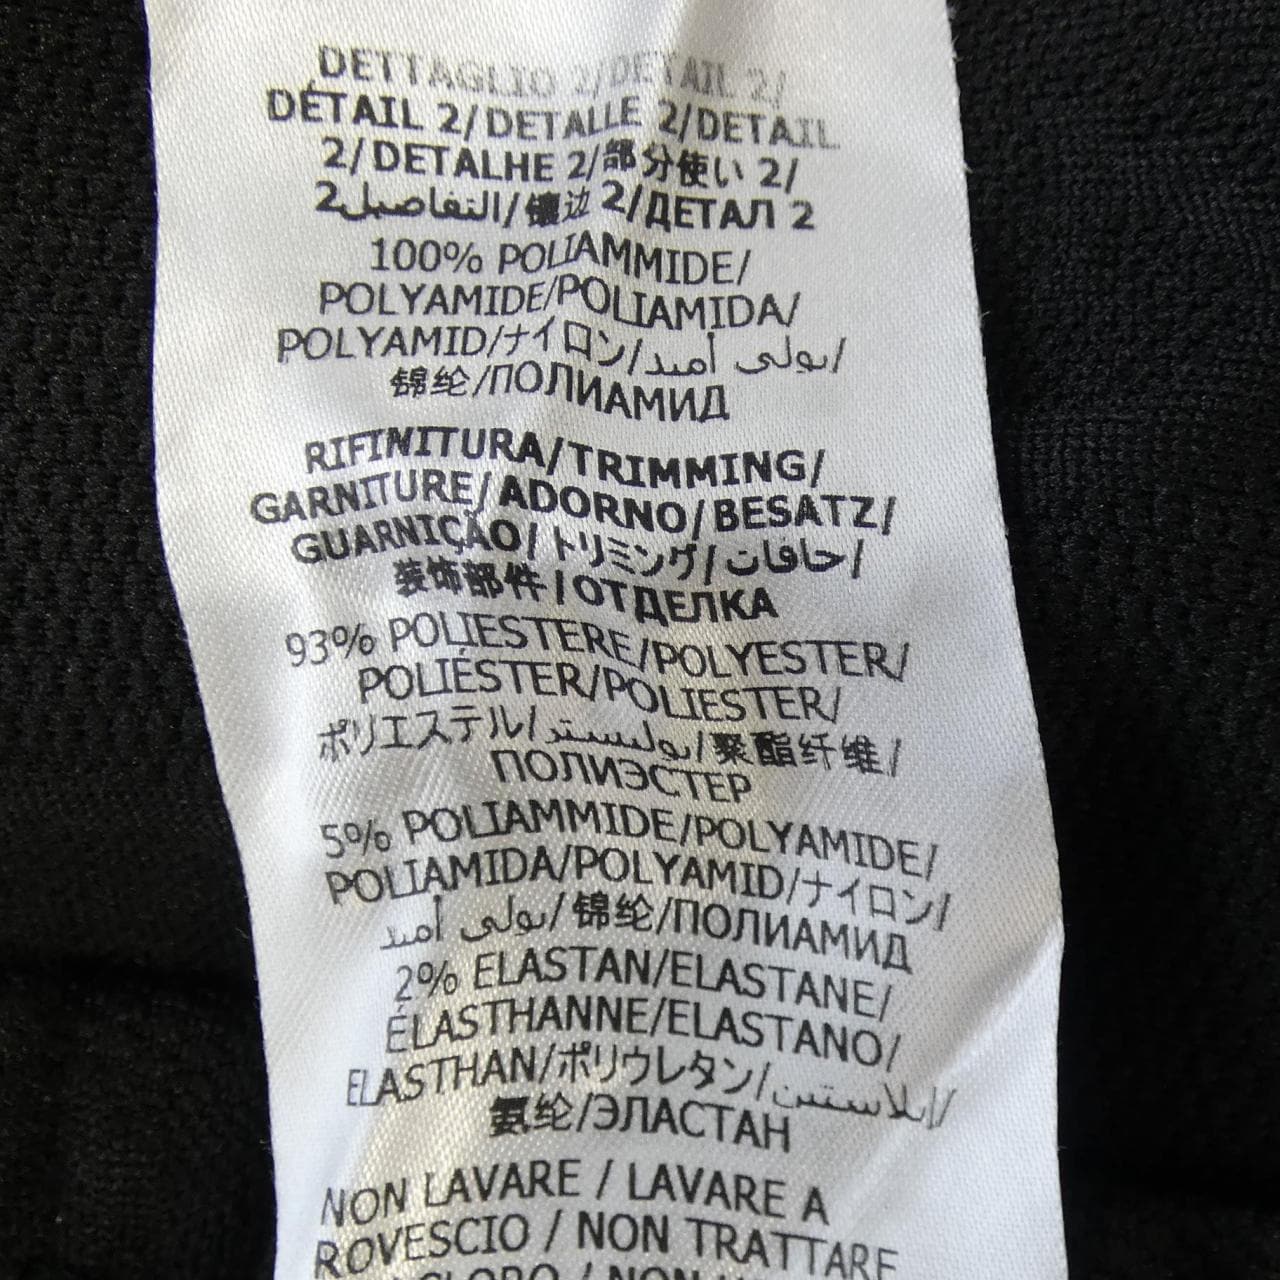 DETTAGLIO 2/DETAIL 2/
DÉTAIL 2/DETALLE 2/DETAIL
2/DETALHE 2/部分使い 2/
التفاصيل2/镶边 2/ДЕТАЛ 2
100% POLIAMMIDE/
POLYAMIDE/POLIAMIDA/
POLYAMID/ナイロン/بولي أميد/
锦纶/ПОЛИАМИД
RIFINITURA/TRIMMING/
GARNITURE/ADORNO/BESATZ/
GUARNIÇÃO/トリミング/حافات/
装饰部件/ОТДЕЛКА
93% POLIESTERE/POLYESTER/
POLIÉSTER/POLIESTER/
ポリエステル/بوليستر/聚酯纤维/
ПОЛИЭСТЕР
5% POLIAMMIDE/POLYAMIDE/
POLIAMIDA/POLYAMID/ナイロン/
بولي أميد/锦纶/ПОЛИАМИД
2% ELASTAN/ELASTANE/
ÉLASTHANNE/ELASTANO/
ELASTHAN/ポリウレタン/إيلاستين/
氨纶/ЭЛАСТАН
NON LAVARE / LAVARE A
ROVESCIO / NON TRATTARE
CLORO / NON